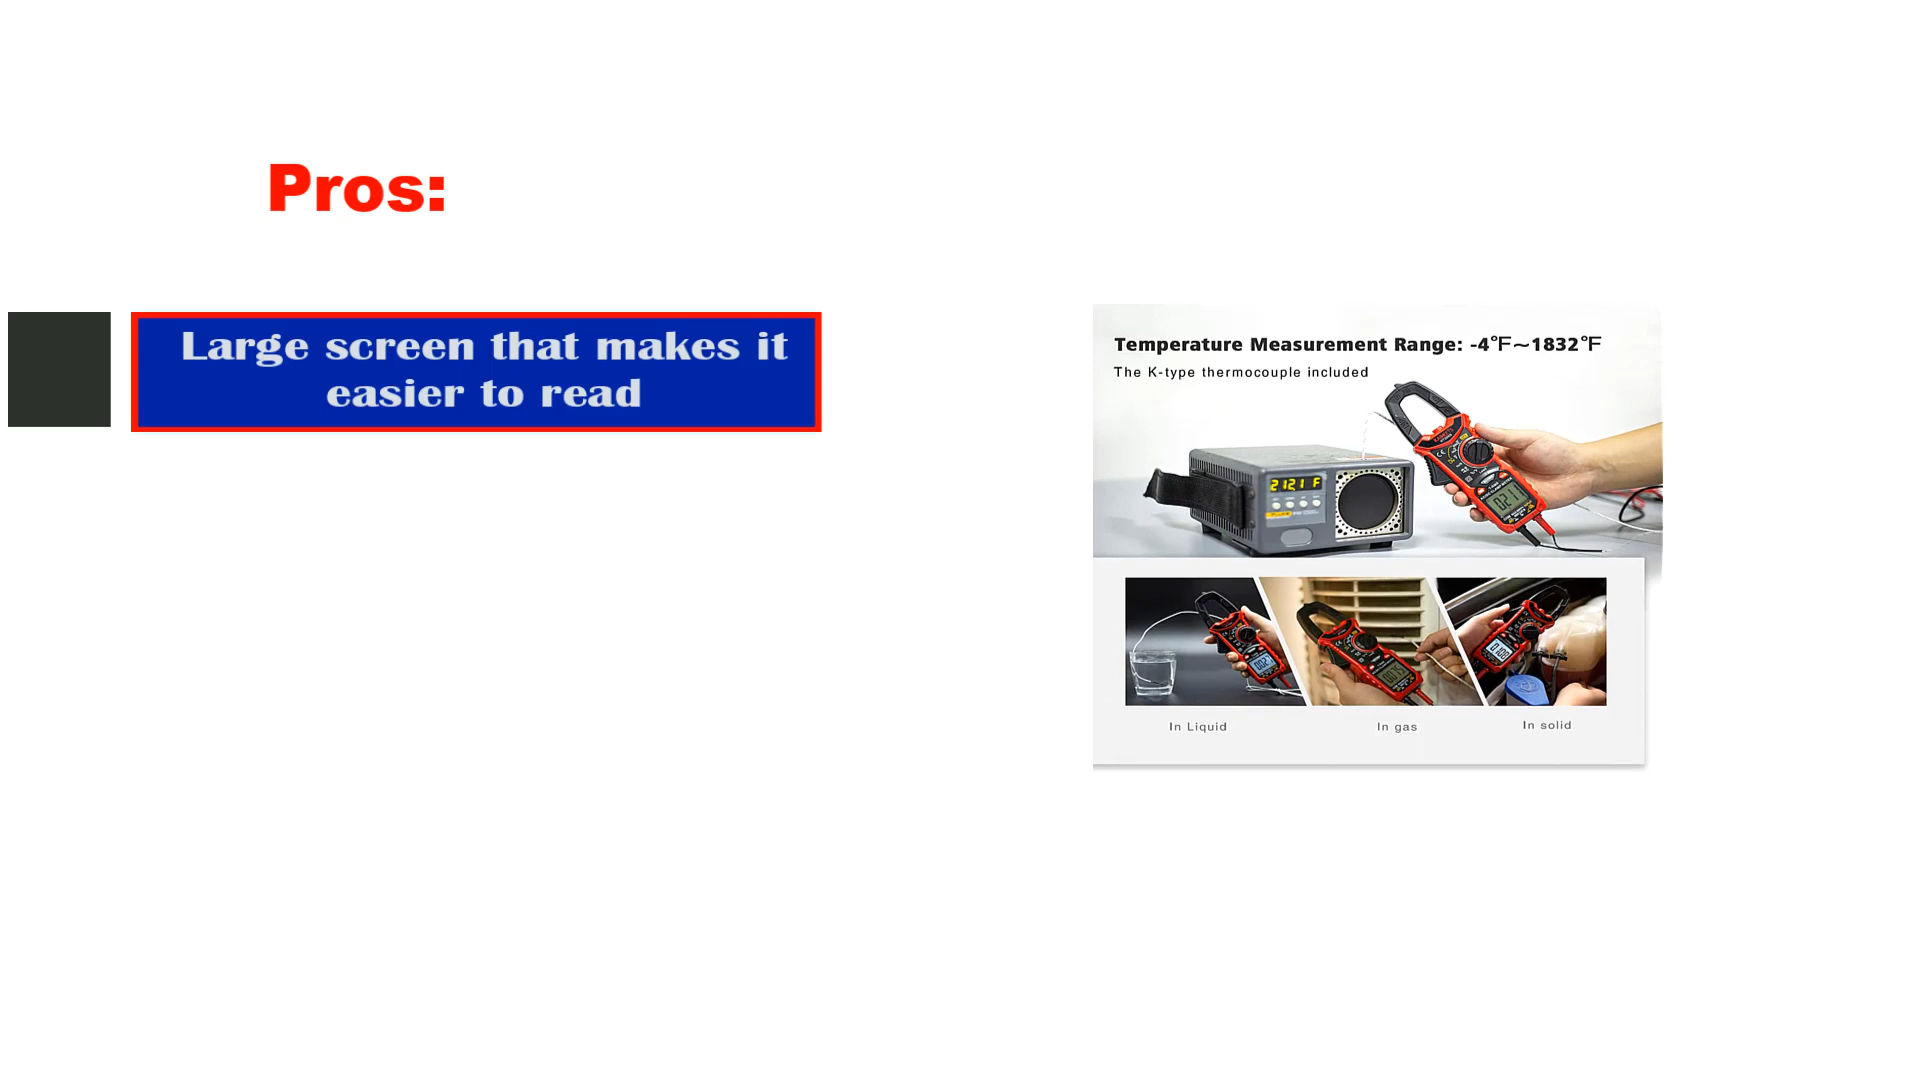 Pros:
Large screen that makes it
easier to read
Temperature Measurement Range: -4°F~1832°F
The K-type thermocouple included
2121 F
In Liquid
In gas
In solid